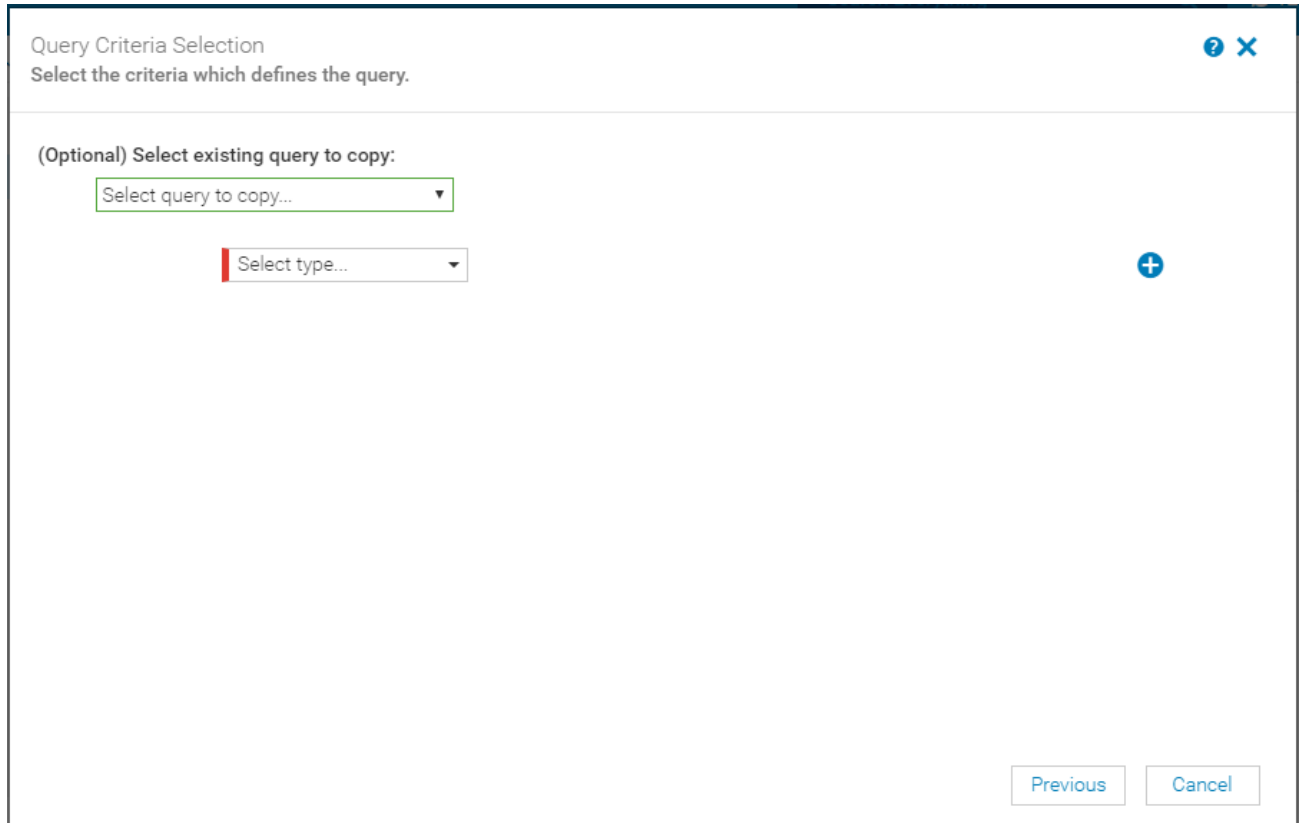 Query Criteria Selection
Select the criteria which defines the query.
(Optional) Select existing query to copy:
Select query to copy...
Select type...
Previous Cancel